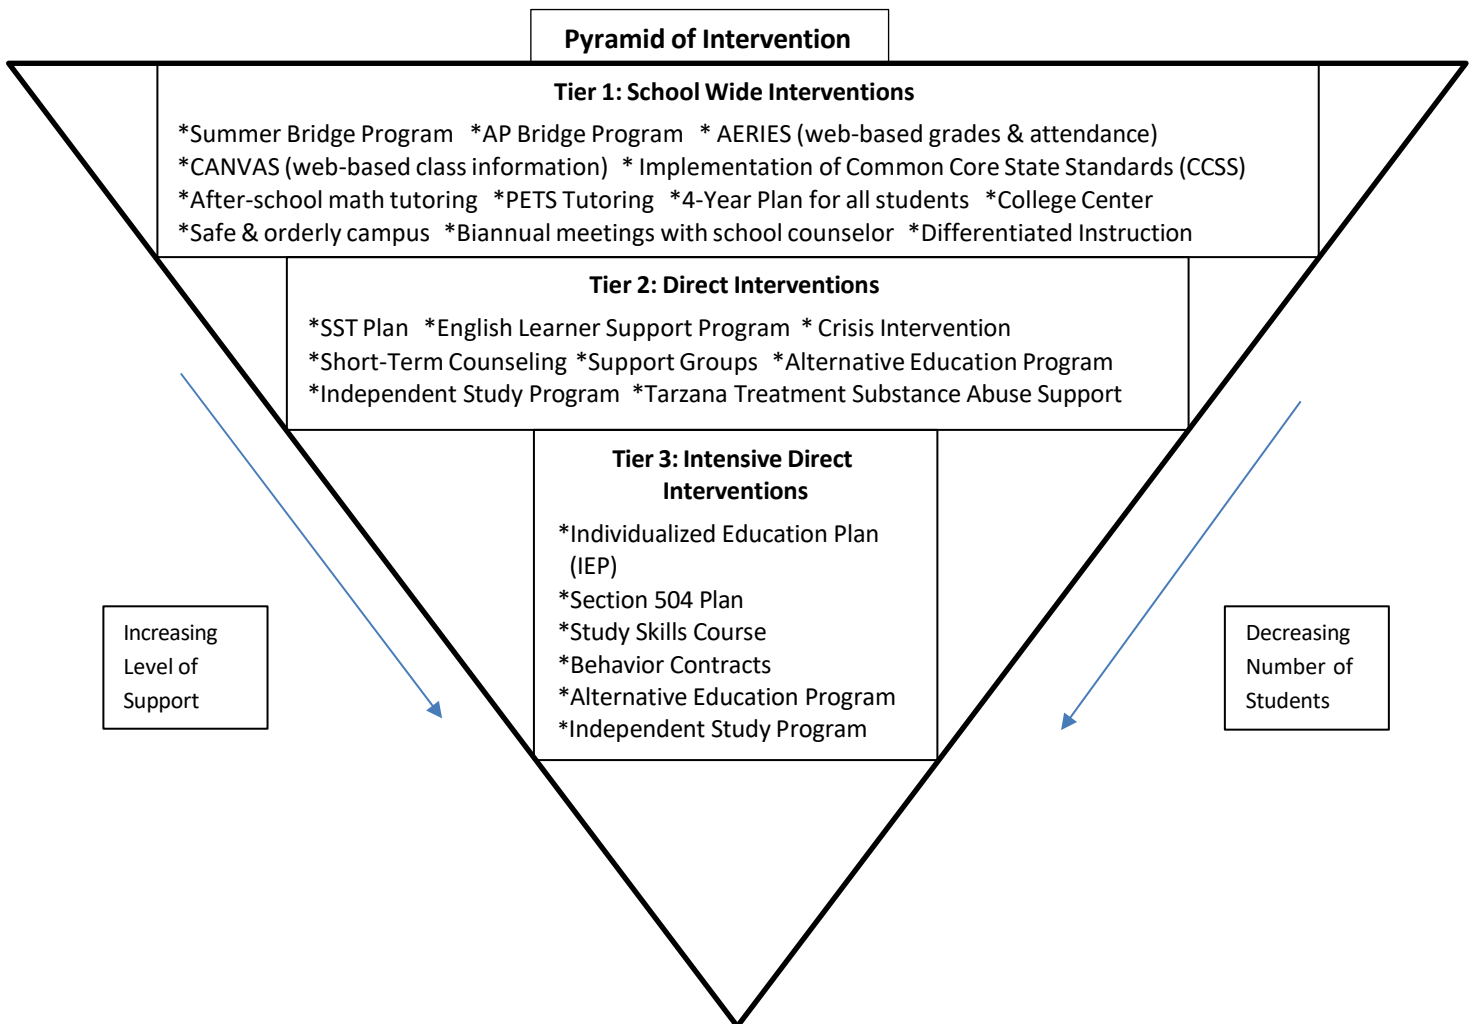 Pyramid of Intervention
Tier 1: School Wide Interventions
*Summer Bridge Program *AP Bridge Program * AERIES (web-based grades & attendance)
*CANVAS (web-based class information) * Implementation of Common Core State Standards (CCSS)
*After-school math tutoring *PETS Tutoring *4-Year Plan for all students *College Center
*Safe & orderly campus *Biannual meetings with school counselor *Differentiated Instruction
Tier 2: Direct Interventions
*SST Plan *English Learner Support Program * Crisis Intervention
*Short-Term Counseling *Support Groups *Alternative Education Program
*Independent Study Program *Tarzana Treatment Substance Abuse Support
Tier 3: Intensive Direct
Interventions
*Individualized Education Plan
(IEP)
*Section 504 Plan
*Study Skills Course
*Behavior Contracts
*Alternative Education Program
*Independent Study Program
Increasing
Level of
Support
Decreasing
Number of
Students